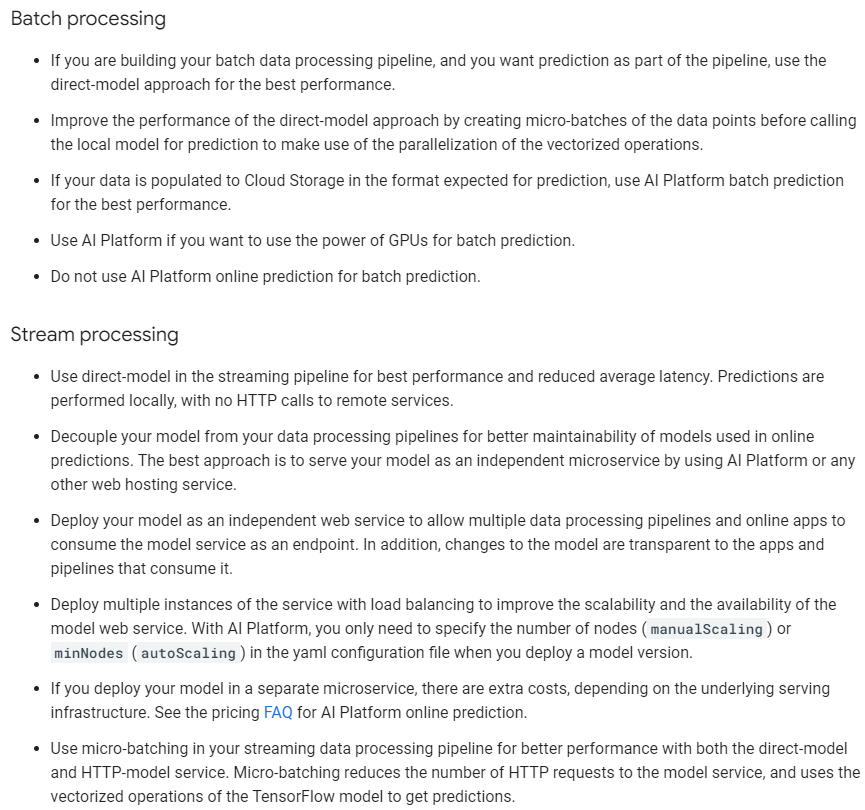 Batch processing
• If you are building your batch data processing pipeline, and you want prediction as part of the pipeline, use the
direct-model approach for the best performance.
• Improve the performance of the direct-model approach by creating micro-batches of the data points before calling
the local model for prediction to make use of the parallelization of the vectorized operations.
• If your data is populated to Cloud Storage in the format expected for prediction, use AI Platform batch prediction
for the best performance.
• Use AI Platform if you want to use the power of GPUs for batch prediction.
• Do not use AI Platform online prediction for batch prediction.
Stream processing
• Use direct-model in the streaming pipeline for best performance and reduced average latency. Predictions are
performed locally, with no HTTP calls to remote services.
• Decouple your model from your data processing pipelines for better maintainability of models used in online
predictions. The best approach is to serve your model as an independent microservice by using AI Platform or any
other web hosting service.
• Deploy your model as an independent web service to allow multiple data processing pipelines and online apps to
consume the model service as an endpoint. In addition, changes to the model are transparent to the apps and
pipelines that consume it.
• Deploy multiple instances of the service with load balancing to improve the scalability and the availability of the
model web service. With AI Platform, you only need to specify the number of nodes (manualScaling) or
minNodes (autoScaling) in the yaml configuration file when you deploy a model version.
• If you deploy your model in a separate microservice, there are extra costs, depending on the underlying serving
infrastructure. See the pricing FAQ for AI Platform online prediction.
• Use micro-batching in your streaming data processing pipeline for better performance with both the direct-model
and HTTP-model service. Micro-batching reduces the number of HTTP requests to the model service, and uses the
vectorized operations of the TensorFlow model to get predictions.